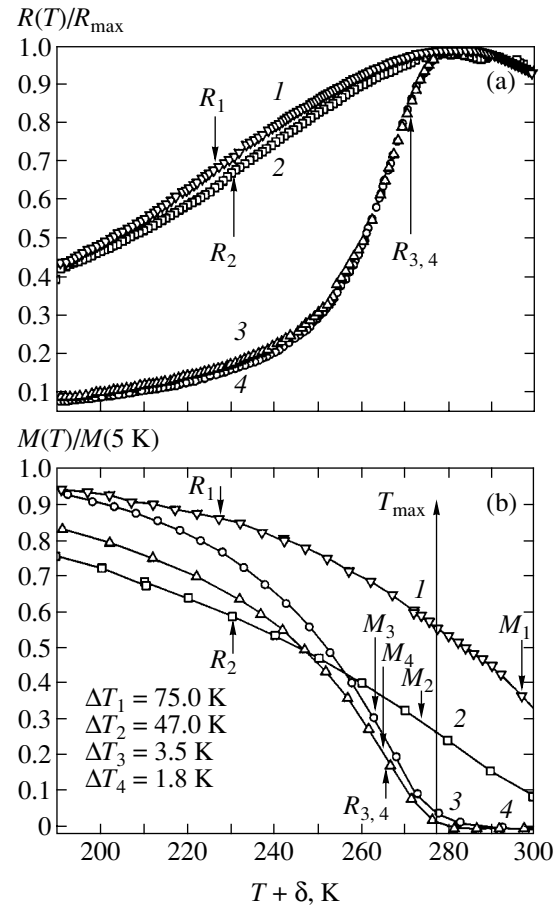 R(T)/R_max
1.0
(a)
0.9
R_1
1
0.8
0.7
2
0.6
0.5
R_2
R_{3, 4}
0.4
0.3
3
0.2
4
0.1
M(T)/M(5 K)
1.0
R_1
T_max
(b)
0.9
0.8
1
0.7
M_3
M_1
0.6
M_4
R_2
M_2
0.5
2
0.4
ΔT_1 = 75.0 K
0.3
ΔT_2 = 47.0 K
0.2
ΔT_3 = 3.5 K
0.1
ΔT_4 = 1.8 K
R_{3, 4}
3
4
0
200 220 240 260 280 300
T + δ, K